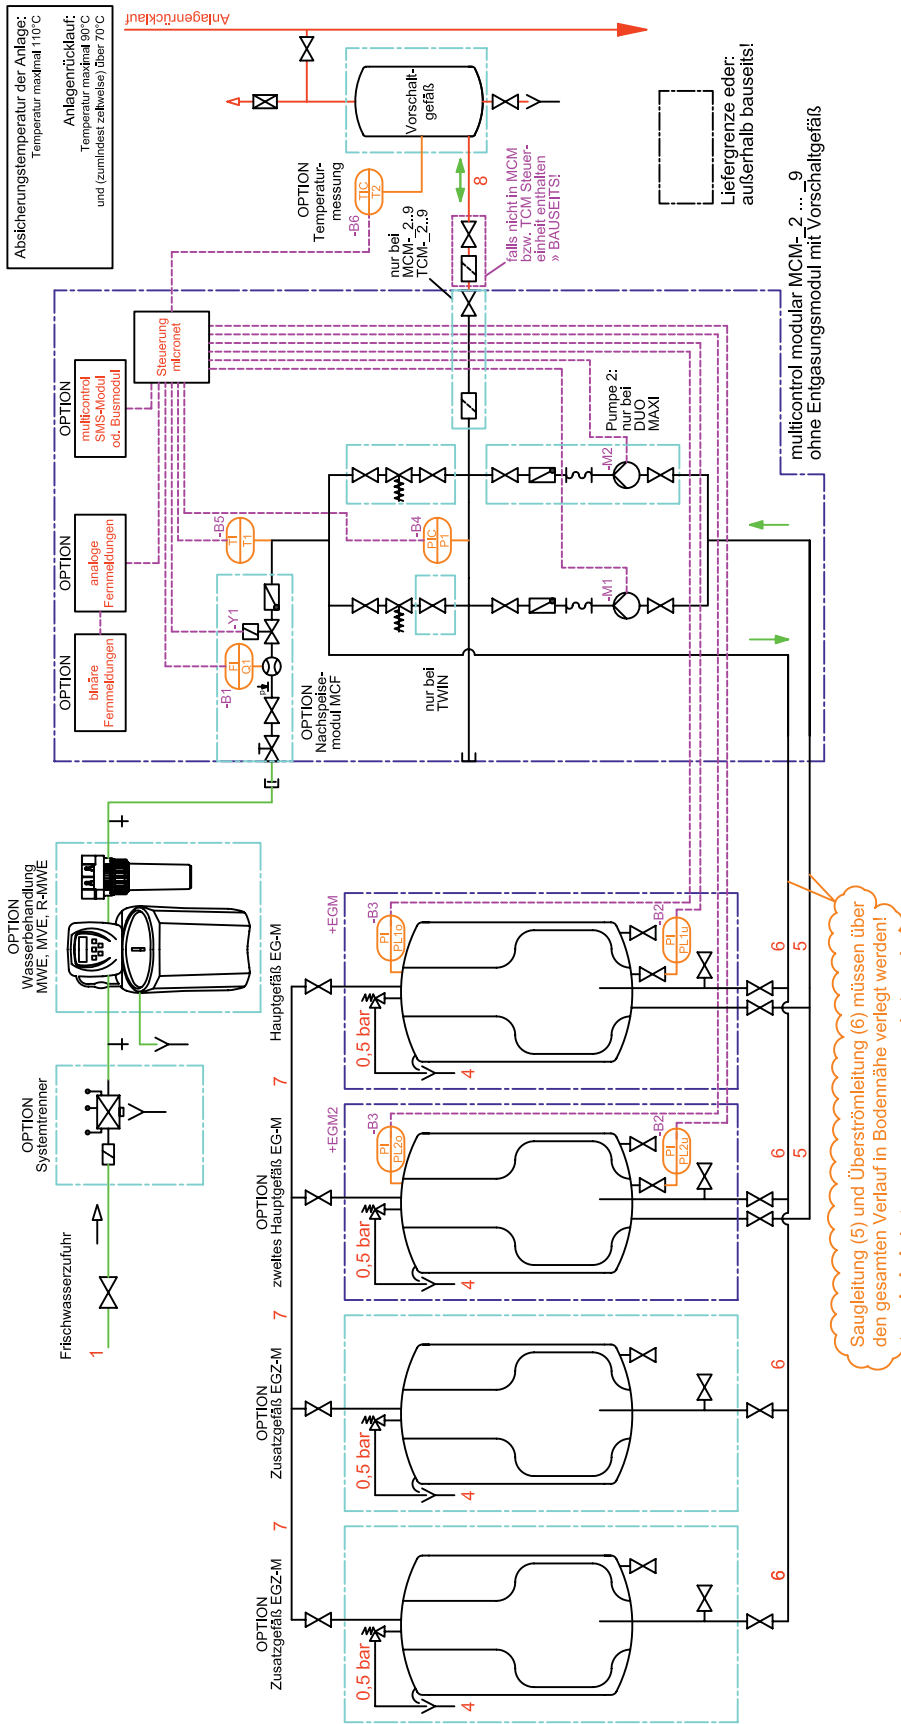 Absicherungstemperatur der Anlage:
Temperatur maximal 110°C
Anlagenrücklauf:
Temperatur maximal 90°C
und (zumindest zeitweise) über 70°C
Anlagenrücklauf
Vorschalt-
gefäß
OPTION
Temperatur-
messung
TIC
T2
-B6
8
nur bei
MCM-_2..9
TCM-_2..9
falls nicht in MCM
bzw. TCM Steuer-
einheit enthalten
» BAUSEITS!
Liefergrenze eder:
außerhalb bauseits!
multicontrol modular MCM-_2 ... 9
ohne Entgasungsmodul mit Vorschaltgefäß
OPTION
multicontrol
SMS-Modul
od. Busmodul
Steuerung
micronet
OPTION
analoge
Fernmeldungen
OPTION
binäre
Fernmeldungen
-B5
TI
T1
-Y1
-B1
FI
Q1
OPTION
Nachspeise-
modul MCF
-B4
PIC
P1
nur bei
TWIN
-M2
Pumpe 2:
nur bei
DUO
MAXI
-M1
OPTION
Wasserbehandlung
MWE, MVE, R-MWE
OPTION
Systemtrenner
Frischwasserzufuhr
1
Hauptgefäß EG-M
+EGM
-B3
PI
PL1o
-B2
PI
PL1u
0,5 bar
4
7
6
5
OPTION
zweites Hauptgefäß EG-M
+EGM2
-B3
PI
PL2o
-B2
PI
PL2u
0,5 bar
4
7
6
5
OPTION
Zusatzgefäß EGZ-M
0,5 bar
4
7
6
OPTION
Zusatzgefäß EGZ-M
0,5 bar
4
6
Saugleitung (5) und Überströmleitung (6) müssen über
den gesamten Verlauf in Bodennähe verlegt werden!